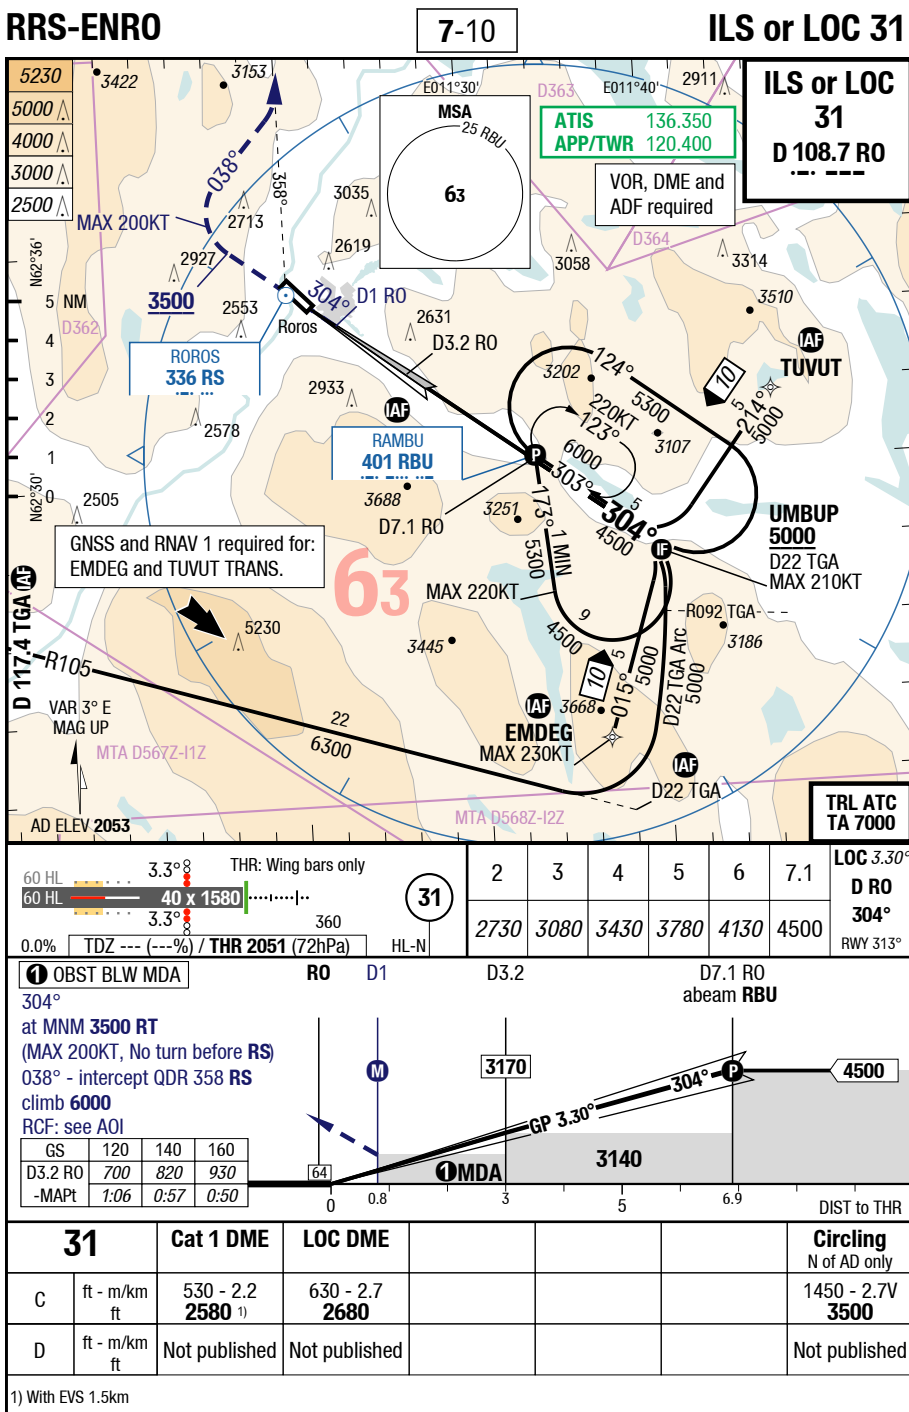 RRS-ENRO
7-10
ILS or LOC 31
5230
5000
4000
3000
2500
3422
3153
E011°30'
D363
E011°40'
2911
MSA
25 RBU
63
ATIS 136.350
APP/TWR 120.400
ILS or LOC
31
D 108.7 RO
VOR, DME and
ADF required
038°
358°
MAX 200KT
2713
3035
D364
N62°36'
2927
2619
3058
3314
3500
304°
D1 RO
3510
5 NM
2553
Roros
2631
D362
4
D3.2 RO
IAF
TUVUT
ROROS
336 RS
3
2933
IAF
3202
124°
10
5
214°
5000
220KT
5300
2
2578
RAMBU
401 RBU
123°
3107
6000
1
P
303°
N62°30'
0
2505
3688
3251
5
304°
4500
D7.1 RO
173°
1 MIN
5300
UMBUP
5000
D22 TGA
MAX 210KT
IF
GNSS and RNAV 1 required for:
EMDEG and TUVUT TRANS.
63
MAX 220KT
D 117.4 TGA
IAF
R092 TGA
5230
3445
9
4500
3186
R105
10
5
015°
5000
D22 TGA Arc
5000
VAR 3° E
MAG UP
22
6300
IAF
3668
EMDEG
MAX 230KT
MTA D567Z-I1Z
IAF
D22 TGA
MTA D568Z-I2Z
AD ELEV 2053
TRL ATC
TA 7000
60 HL
60 HL
3.3°
THR: Wing bars only
40 x 1580
3.3°
360
31
0.0%
TDZ --- (---%) / THR 2051 (72hPa)
HL-N
2 3 4 5 6 7.1
2730 3080 3430 3780 4130 4500
LOC 3.30°
D RO
304°
RWY 313°
1 OBST BLW MDA
RO D1 D3.2 D7.1 RO
abeam RBU
304°
at MNM 3500 RT
(MAX 200KT, No turn before RS)
038° - intercept QDR 358 RS
climb 6000
RCF: see AOI
M
3170
P
4500
304°
GP 3.30°
GS 120 140 160
D3.2 RO 700 820 930
-MAPt 1:06 0:57 0:50
64
1 MDA
3140
0 0.8 3 5 6.9 DIST to THR
31
Cat 1 DME
LOC DME
Circling
N of AD only
C
ft - m/km
ft
530 - 2.2
2580 1)
630 - 2.7
2680
1450 - 2.7V
3500
D
ft - m/km
ft
Not published
Not published
Not published
1) With EVS 1.5km